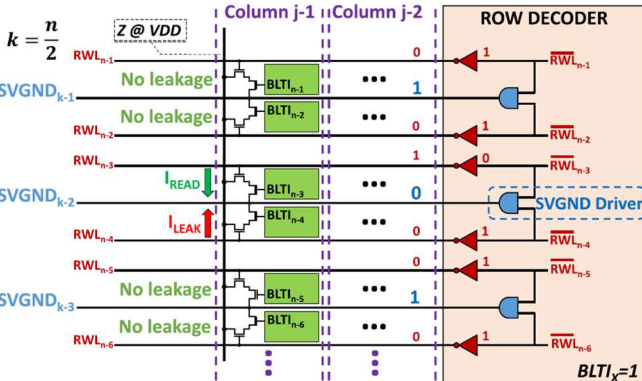 Column j-1 Column j-2 ROW DECODER
k = n/2
Z @ VDD
RWLn-1 0 1 RWLn-1
No leakage BLTIn-1 •••
SVGNDk-1 1
No leakage BLTIn-2 •••
RWLn-2 0 1 RWLn-2
RWLn-3 1 0 RWLn-3
IREAD BLTIn-3 •••
SVGNDk-2 0 SVGND Driver
ILEAK BLTIn-4 •••
RWLn-4 0 1 RWLn-4
RWLn-5 0 1 RWLn-5
No leakage BLTIn-5 •••
SVGNDk-3 1
No leakage BLTIn-6 •••
RWLn-6 0 1 RWLn-6
BLTIX=1